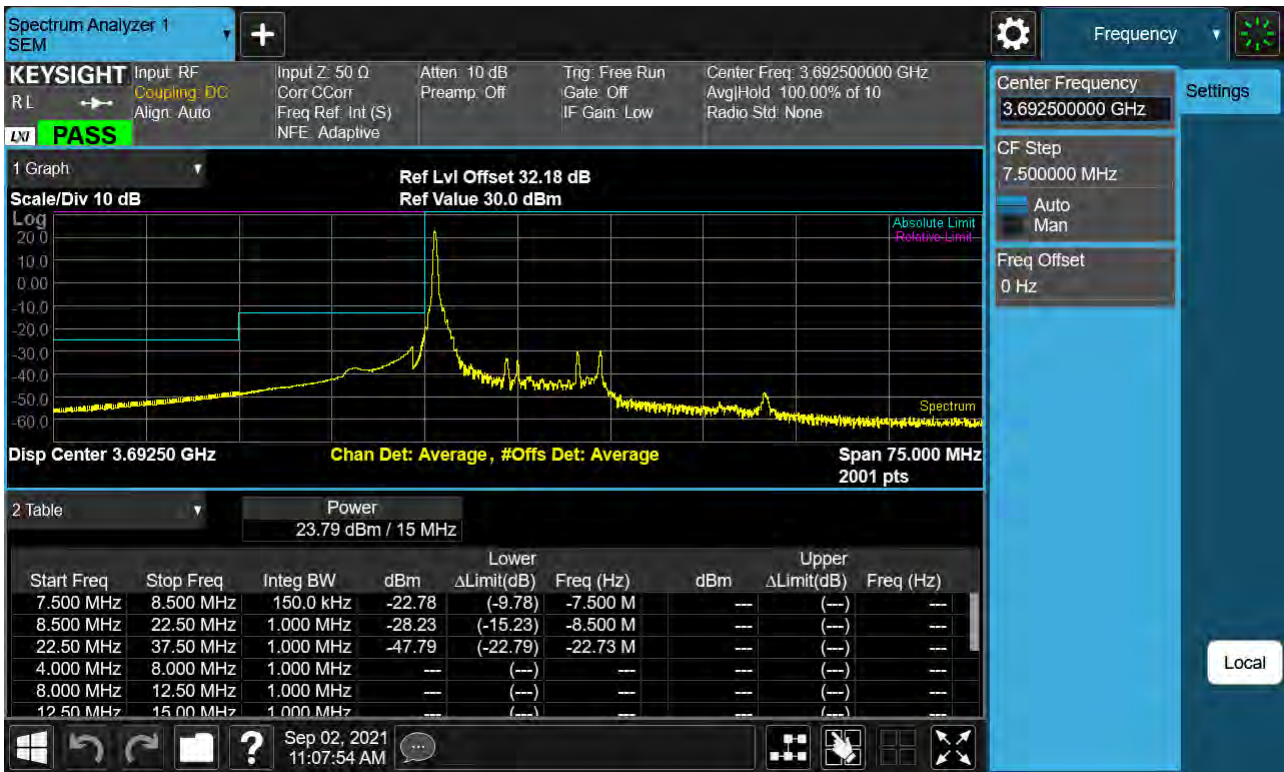 Spectrum Analyzer 1
SEM
Frequency
KEYSIGHT
R L
LXI
PASS
Input: RF
Coupling: DC
Align: Auto
Input Z: 50 Ω
Corr CCorr
Freq Ref: Int (S)
NFE: Adaptive
Atten: 10 dB
Preamp: Off
Trig: Free Run
Gate: Off
IF Gain: Low
Center Freq: 3.692500000 GHz
Avg|Hold: 100.00% of 10
Radio Std: None
Center Frequency
3.692500000 GHz
Settings
CF Step
7.500000 MHz
Auto
Man
Freq Offset
0 Hz
Local
1 Graph
Scale/Div 10 dB
Ref Lvl Offset 32.18 dB
Ref Value 30.0 dBm
Log
20.0
10.0
0.00
-10.0
-20.0
-30.0
-40.0
-50.0
-60.0
Absolute Limit
Relative Limit
Spectrum
Disp Center 3.69250 GHz
Chan Det: Average, #Offs Det: Average
Span 75.000 MHz
2001 pts
2 Table
Power
23.79 dBm / 15 MHz
Lower Upper
Start Freq Stop Freq Integ BW dBm ΔLimit(dB) Freq (Hz) dBm ΔLimit(dB) Freq (Hz)
7.500 MHz 8.500 MHz 150.0 kHz -22.78 (-9.78) -7.500 M --- (---) ---
8.500 MHz 22.50 MHz 1.000 MHz -28.23 (-15.23) -8.500 M --- (---) ---
22.50 MHz 37.50 MHz 1.000 MHz -47.79 (-22.79) -22.73 M --- (---) ---
4.000 MHz 8.000 MHz 1.000 MHz --- (---) --- --- (---) ---
8.000 MHz 12.50 MHz 1.000 MHz --- (---) --- --- (---) ---
12.50 MHz 15.00 MHz 1.000 MHz --- (---) --- --- (---) ---
Sep 02, 2021
11:07:54 AM